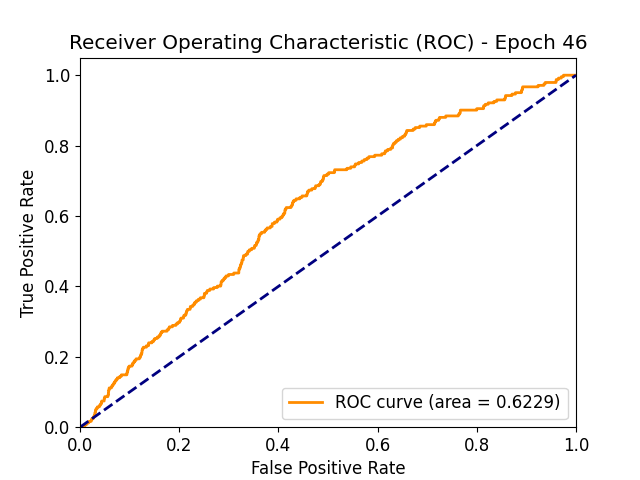 Receiver Operating Characteristic (ROC) - Epoch 46
True Positive Rate
1.0
0.8
0.6
0.4
0.2
0.0
ROC curve (area = 0.6229)
0.0 0.2 0.4 0.6 0.8 1.0
False Positive Rate